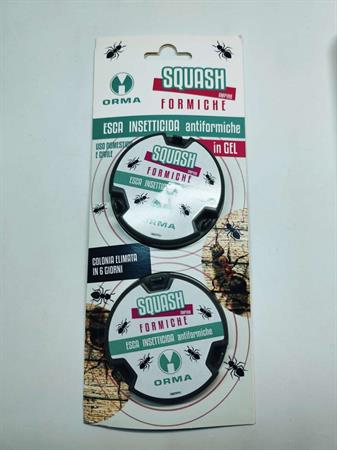 ORMA
SQUASH
FORMICHE
ESCA INSETTICIDA antiformiche
USO DOMESTICO
E CIVILE
in GEL
SQUASH
FORMICHE
ESCA INSETTICIDA
ORMA
COLONIA ELIMATA
IN 6 GIORNI
SQUASH
FORMICHE
ESCA INSETTICIDA antiformiche
ORMA